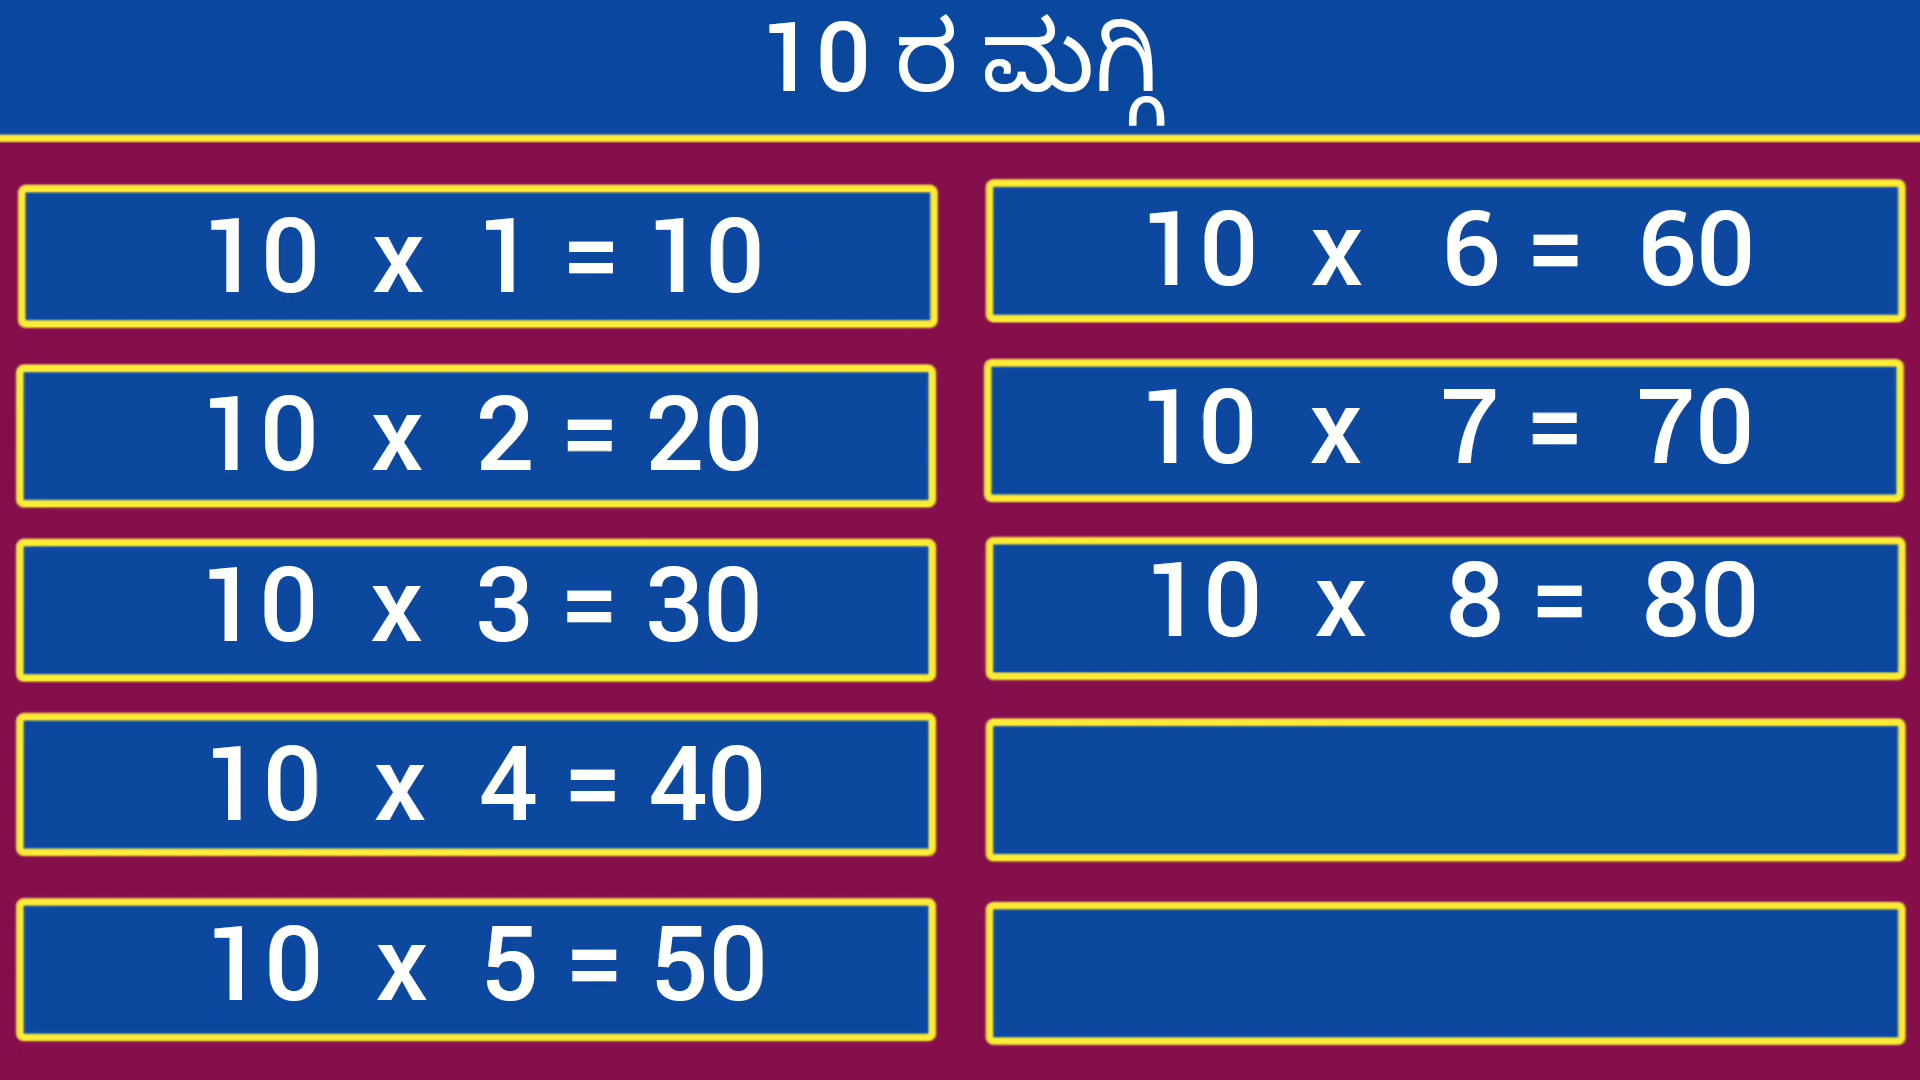 10 ರ ಮಗ್ಗಿ
10 x 1 = 10
10 x 2 = 20
10 x 3 = 30
10 x 4 = 40
10 x 5 = 50
10 x 6 = 60
10 x 7 = 70
10 x 8 = 80